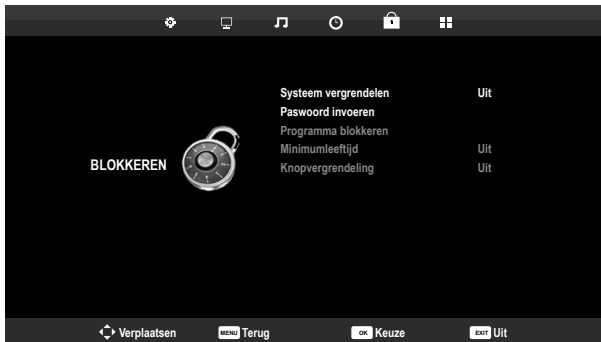 Systeem vergrendelen Uit
Paswoord invoeren
Programma blokkeren
Minimumleeftijd Uit
Knopvergrendeling Uit
BLOKKEREN
Verplaatsen MENU Terug OK Keuze EXIT Uit